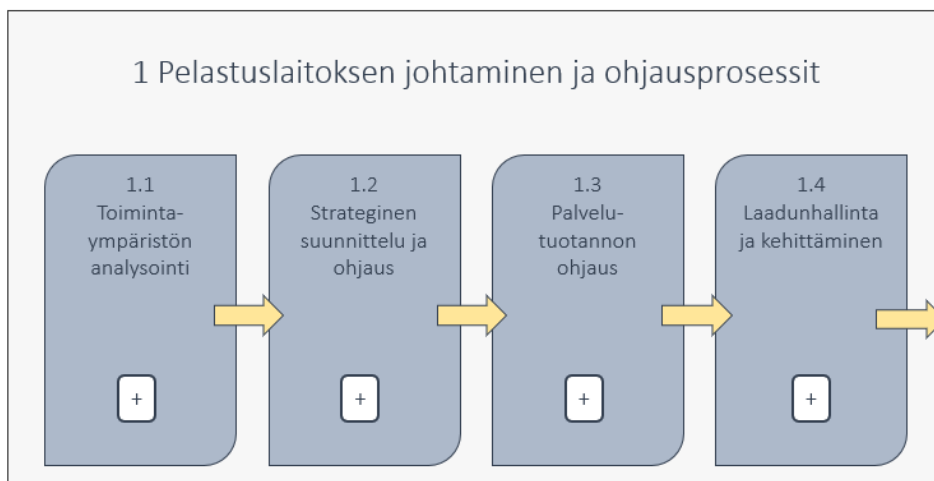 1 Pelastuslaitoksen johtaminen ja ohjausprosessit
1.1
Toiminta-
ympäristön
analysointi
+
1.2
Strateginen
suunnittelu ja
ohjaus
+
1.3
Palvelu-
tuotannon
ohjaus
+
1.4
Laadunhallinta
ja kehittäminen
+